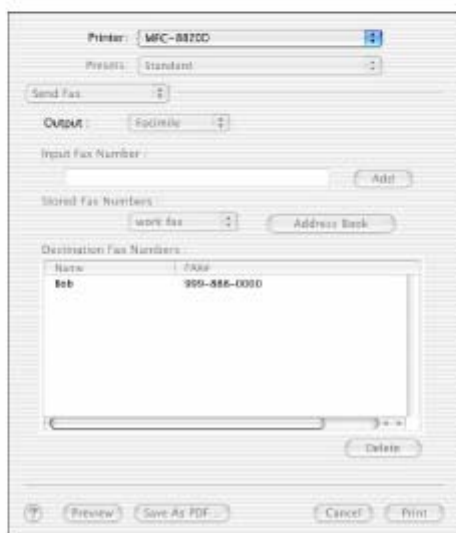 Printer: MFC-8820D
Presets: Standard
Send Fax
Output : Facimile
Input Fax Number :
Add
Stored Fax Numbers
work fax Address Book
Destination Fax Numbers :
Name FAX#
Bob 999-888-0000
Delete
? Preview Save As PDF... Cancel Print